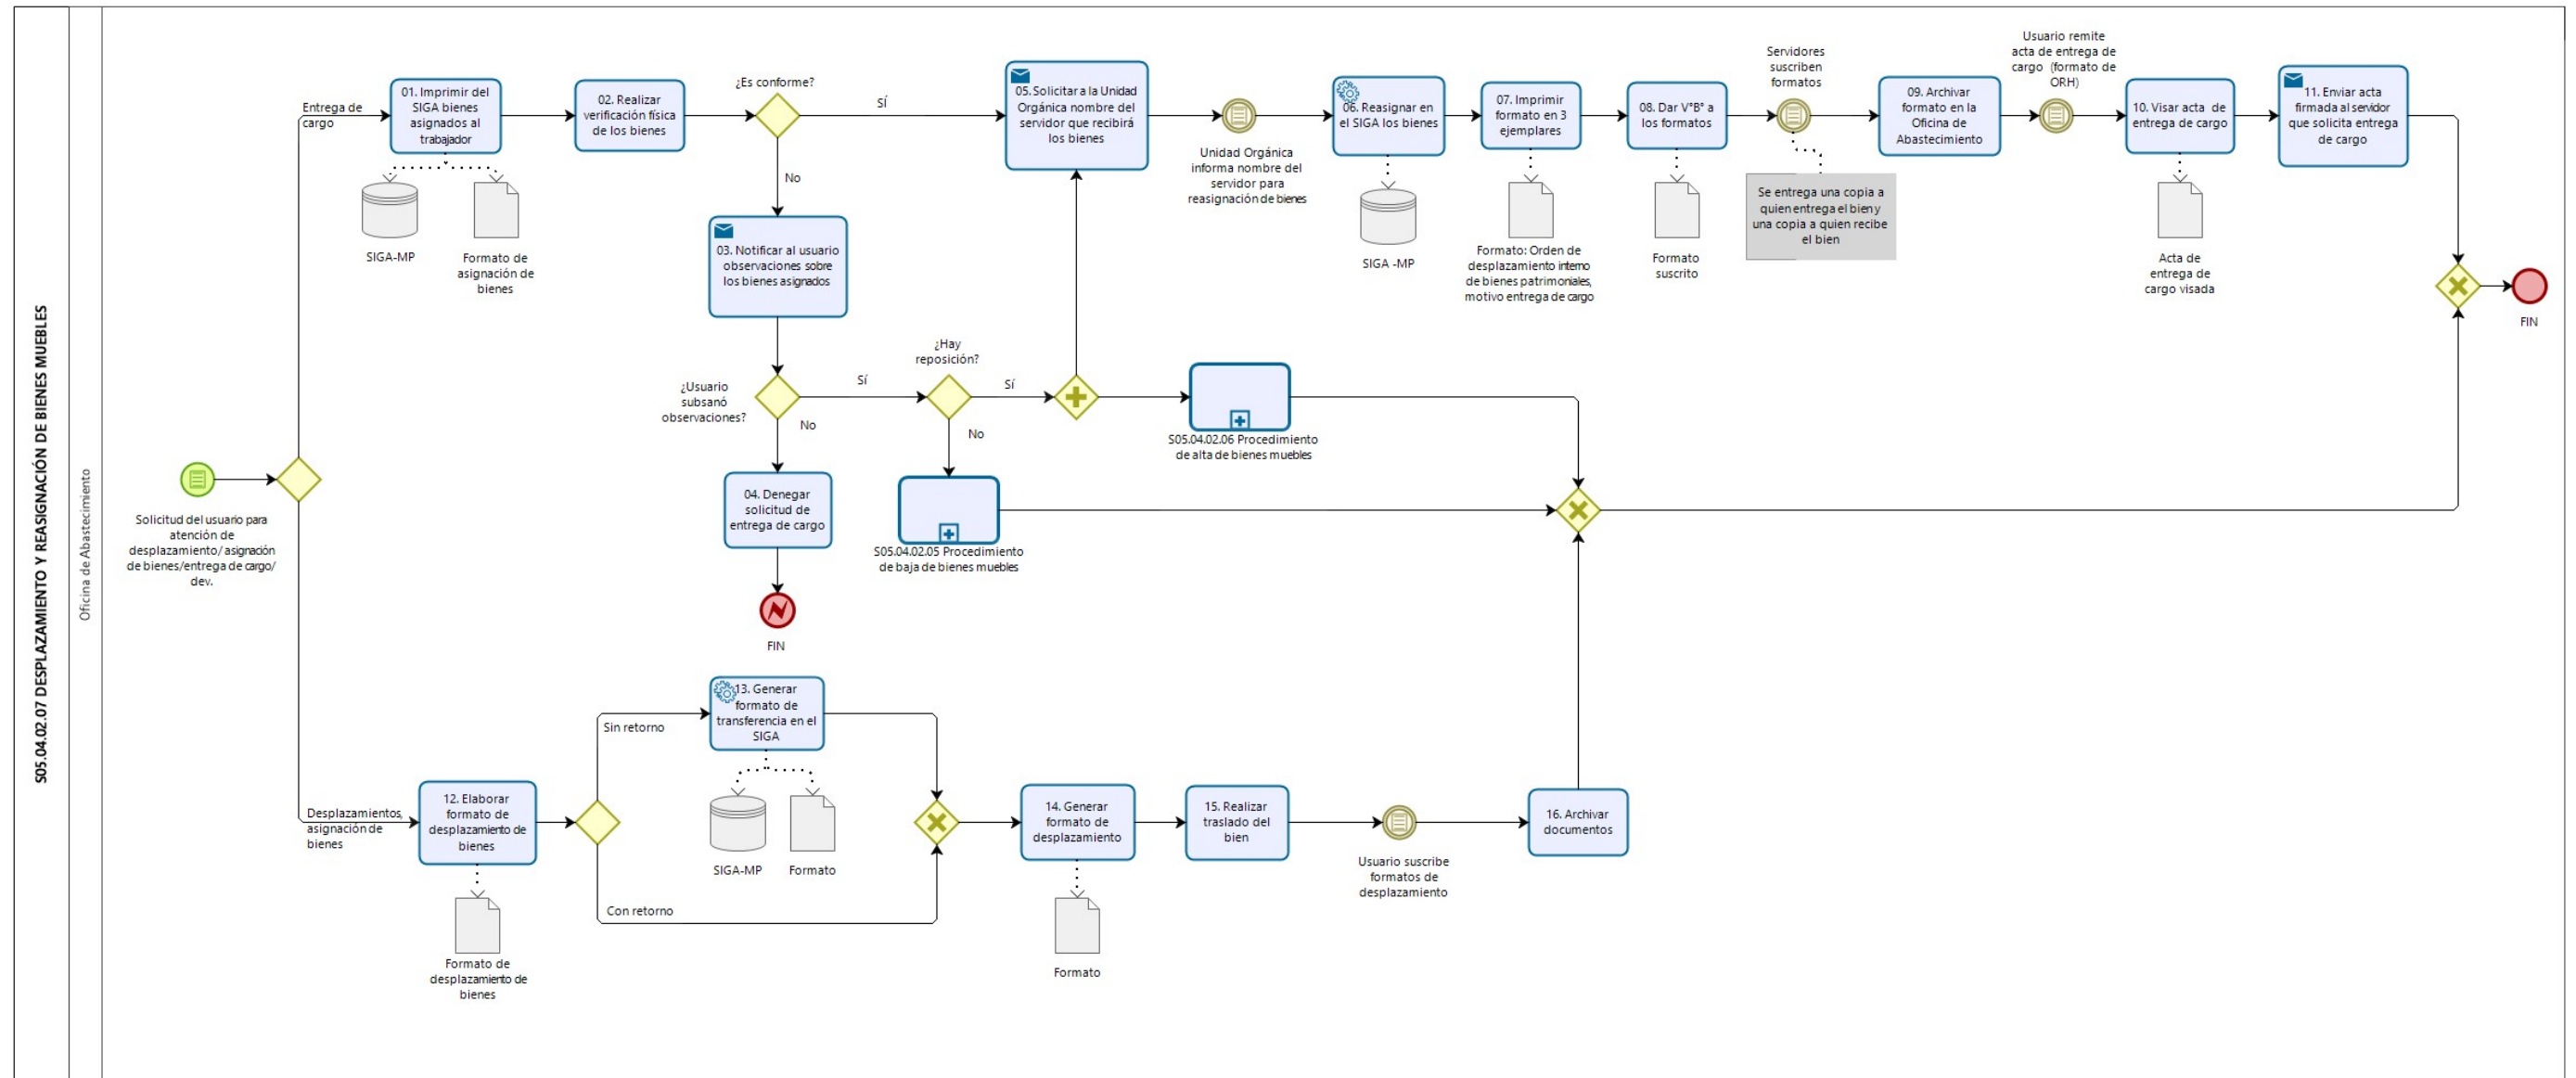 S05.04.02.07 DESPLAZAMIENTO Y REASIGNACIÓN DE BIENES MUEBLES
Oficina de Abastecimiento
Solicitud del usuario para
atención de
desplazamiento/ asignación
de bienes/entrega de cargo/
dev.
Entrega de
cargo
01. Imprimir del
SIGA bienes
asignados al
trabajador
SIGA-MP
Formato de
asignación de
bienes
02. Realizar
verificación física
de los bienes
¿Es conforme?
SÍ
No
03. Notificar al usuario
observaciones sobre
los bienes asignados
¿Usuario
subsanó
observaciones?
Sí
No
04. Denegar
solicitud de
entrega de cargo
FIN
¿Hay
reposición?
Sí
No
S05.04.02.05 Procedimiento
de baja de bienes muebles
S05.04.02.06 Procedimiento
de alta de bienes muebles
05. Solicitar a la Unidad
Orgánica nombre del
servidor que recibirá
los bienes
Unidad Orgánica
informa nombre del
servidor para
reasignación de bienes
06. Reasignar en
el SIGA los bienes
SIGA -MP
07. Imprimir
formato en 3
ejemplares
Formato: Orden de
desplazamiento interno
de bienes patrimoniales,
motivo entrega de cargo
08. Dar V°B° a
los formatos
Formato
suscrito
Servidores
suscriben
formatos
Se entrega una copia a
quien entrega el bien y
una copia a quien recibe
el bien
09. Archivar
formato en la
Oficina de
Abastecimiento
Usuario remite
acta de entrega de
cargo (formato de
ORH)
10. Visar acta de
entrega de cargo
Acta de
entrega de
cargo visada
11. Enviar acta
firmada al servidor
que solicita entrega
de cargo
FIN
Desplazamientos,
asignación de
bienes
12. Elaborar
formato de
desplazamiento de
bienes
Formato de
desplazamiento de
bienes
Sin retorno
Con retorno
13. Generar
formato de
transferencia en el
SIGA
SIGA-MP
Formato
14. Generar
formato de
desplazamiento
Formato
15. Realizar
traslado del
bien
Usuario suscribe
formatos de
desplazamiento
16. Archivar
documentos